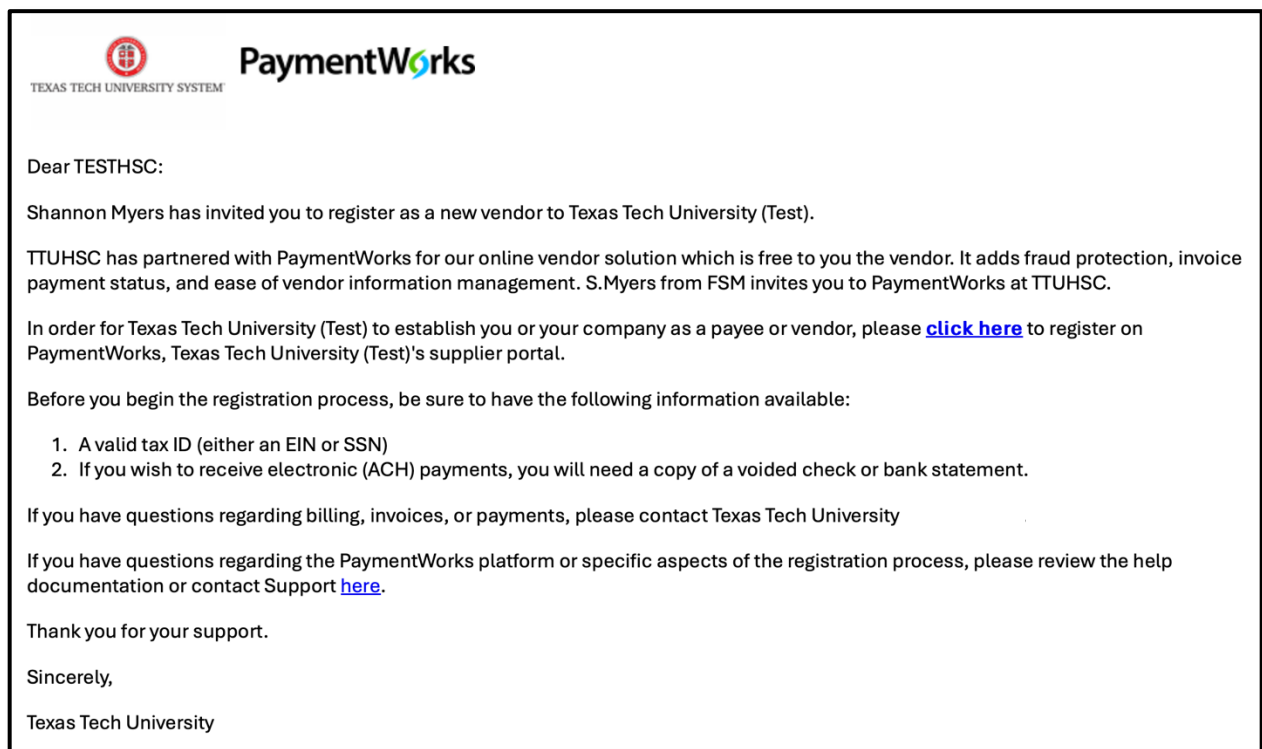 PaymentWorks
TEXAS TECH UNIVERSITY SYSTEM
Dear TESTHSC:
Shannon Myers has invited you to register as a new vendor to Texas Tech University (Test).
TTUHSC has partnered with PaymentWorks for our online vendor solution which is free to you the vendor. It adds fraud protection, invoice
payment status, and ease of vendor information management. S.Myers from FSM invites you to PaymentWorks at TTUHSC.
In order for Texas Tech University (Test) to establish you or your company as a payee or vendor, please click here to register on
PaymentWorks, Texas Tech University (Test)'s supplier portal.
Before you begin the registration process, be sure to have the following information available:
1. A valid tax ID (either an EIN or SSN)
2. If you wish to receive electronic (ACH) payments, you will need a copy of a voided check or bank statement.
If you have questions regarding billing, invoices, or payments, please contact Texas Tech University
If you have questions regarding the PaymentWorks platform or specific aspects of the registration process, please review the help
documentation or contact Support here.
Thank you for your support.
Sincerely,
Texas Tech University